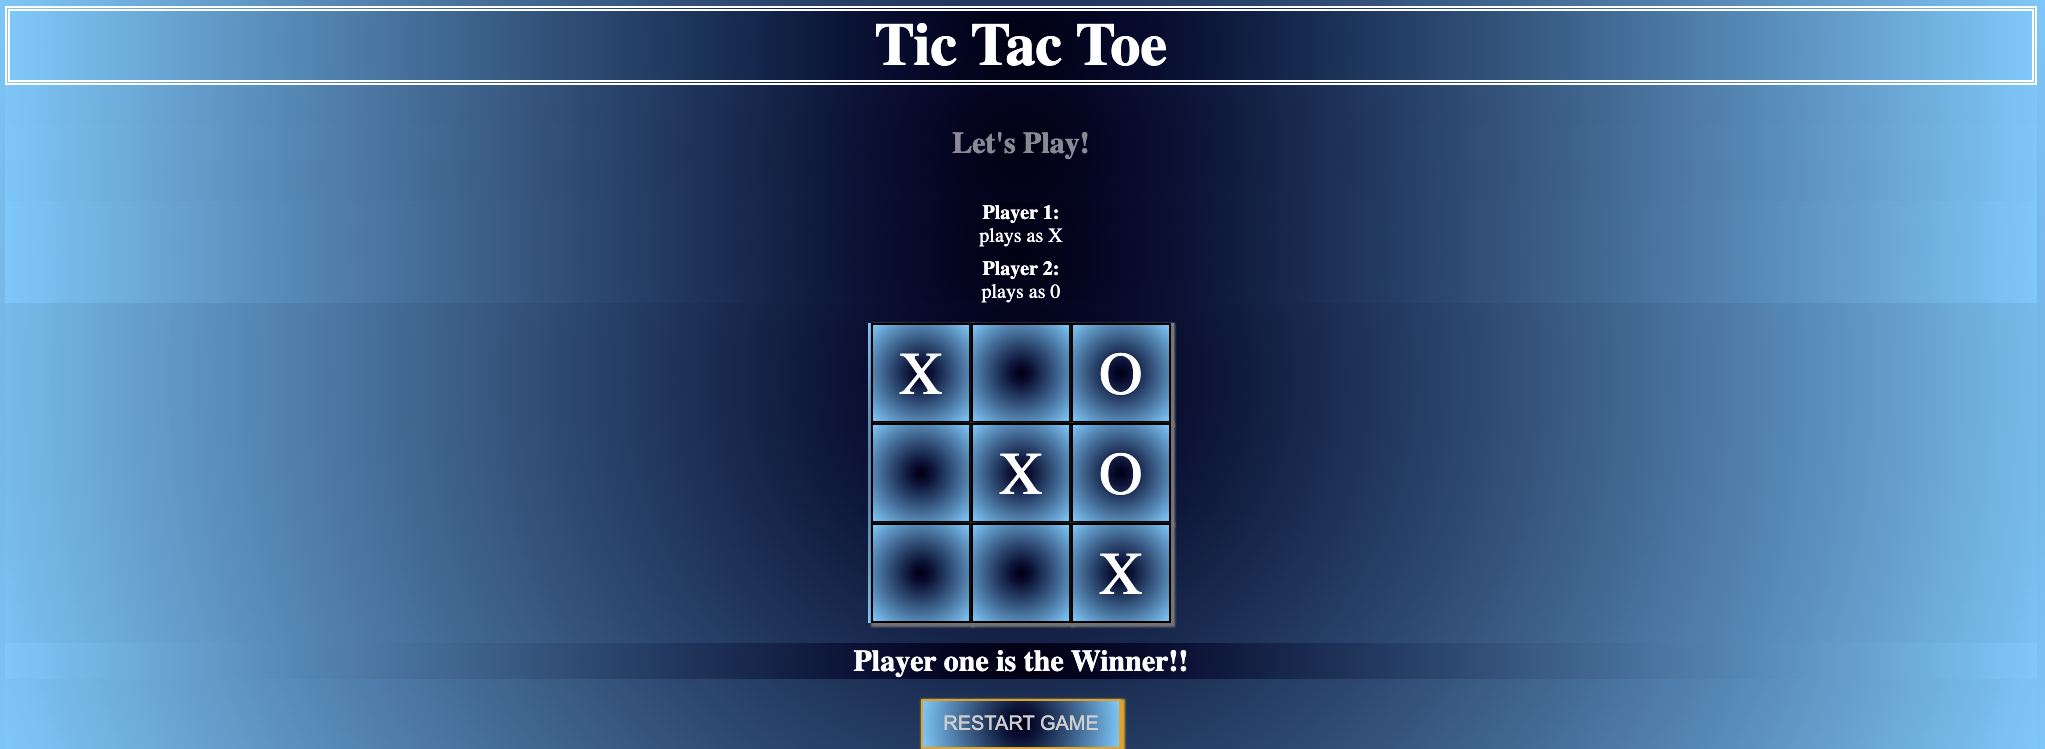 Tic Tac Toe
Let's Play!
Player 1:
plays as X
Player 2:
plays as 0
X O
X O
X
Player one is the Winner!!
RESTART GAME